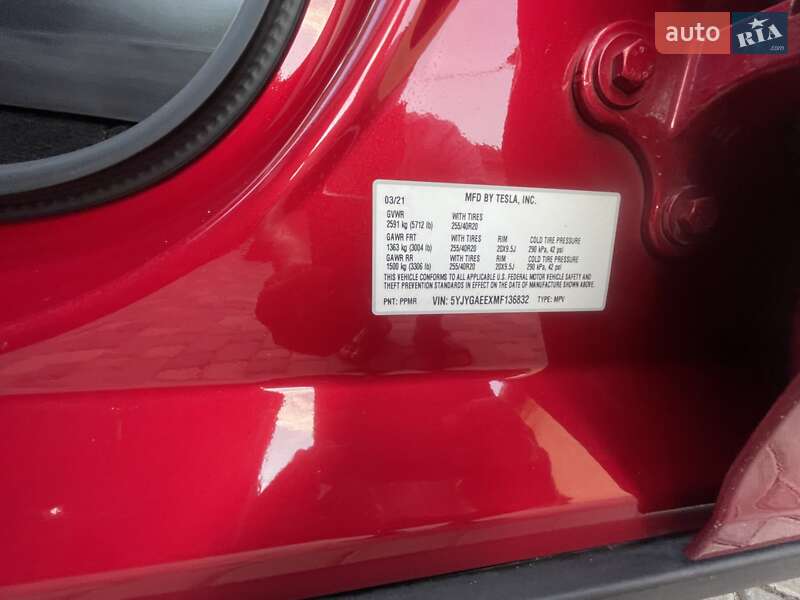 auto RIA
03/21 MFD BY TESLA, INC.
GVWR WITH TIRES
2591 kg (5712 lb) 255/40R20
GAWR FRT WITH TIRES RIM COLD TIRE PRESSURE
1363 kg (3004 lb) 255/40R20 20X9.5J 290 kPa, 42 psi
GAWR RR WITH TIRES RIM COLD TIRE PRESSURE
1500 kg (3306 lb) 255/40R20 20X9.5J 290 kPa, 42 psi
THIS VEHICLE CONFORMS TO ALL APPLICABLE U.S. FEDERAL MOTOR VEHICLE SAFETY AND
THEFT PREVENTION STANDARDS IN EFFECT ON THE DATE OF MANUFACTURE SHOWN ABOVE.
PNT: PPMR VIN: 5YJYGAEEXMF136832 TYPE: MPV